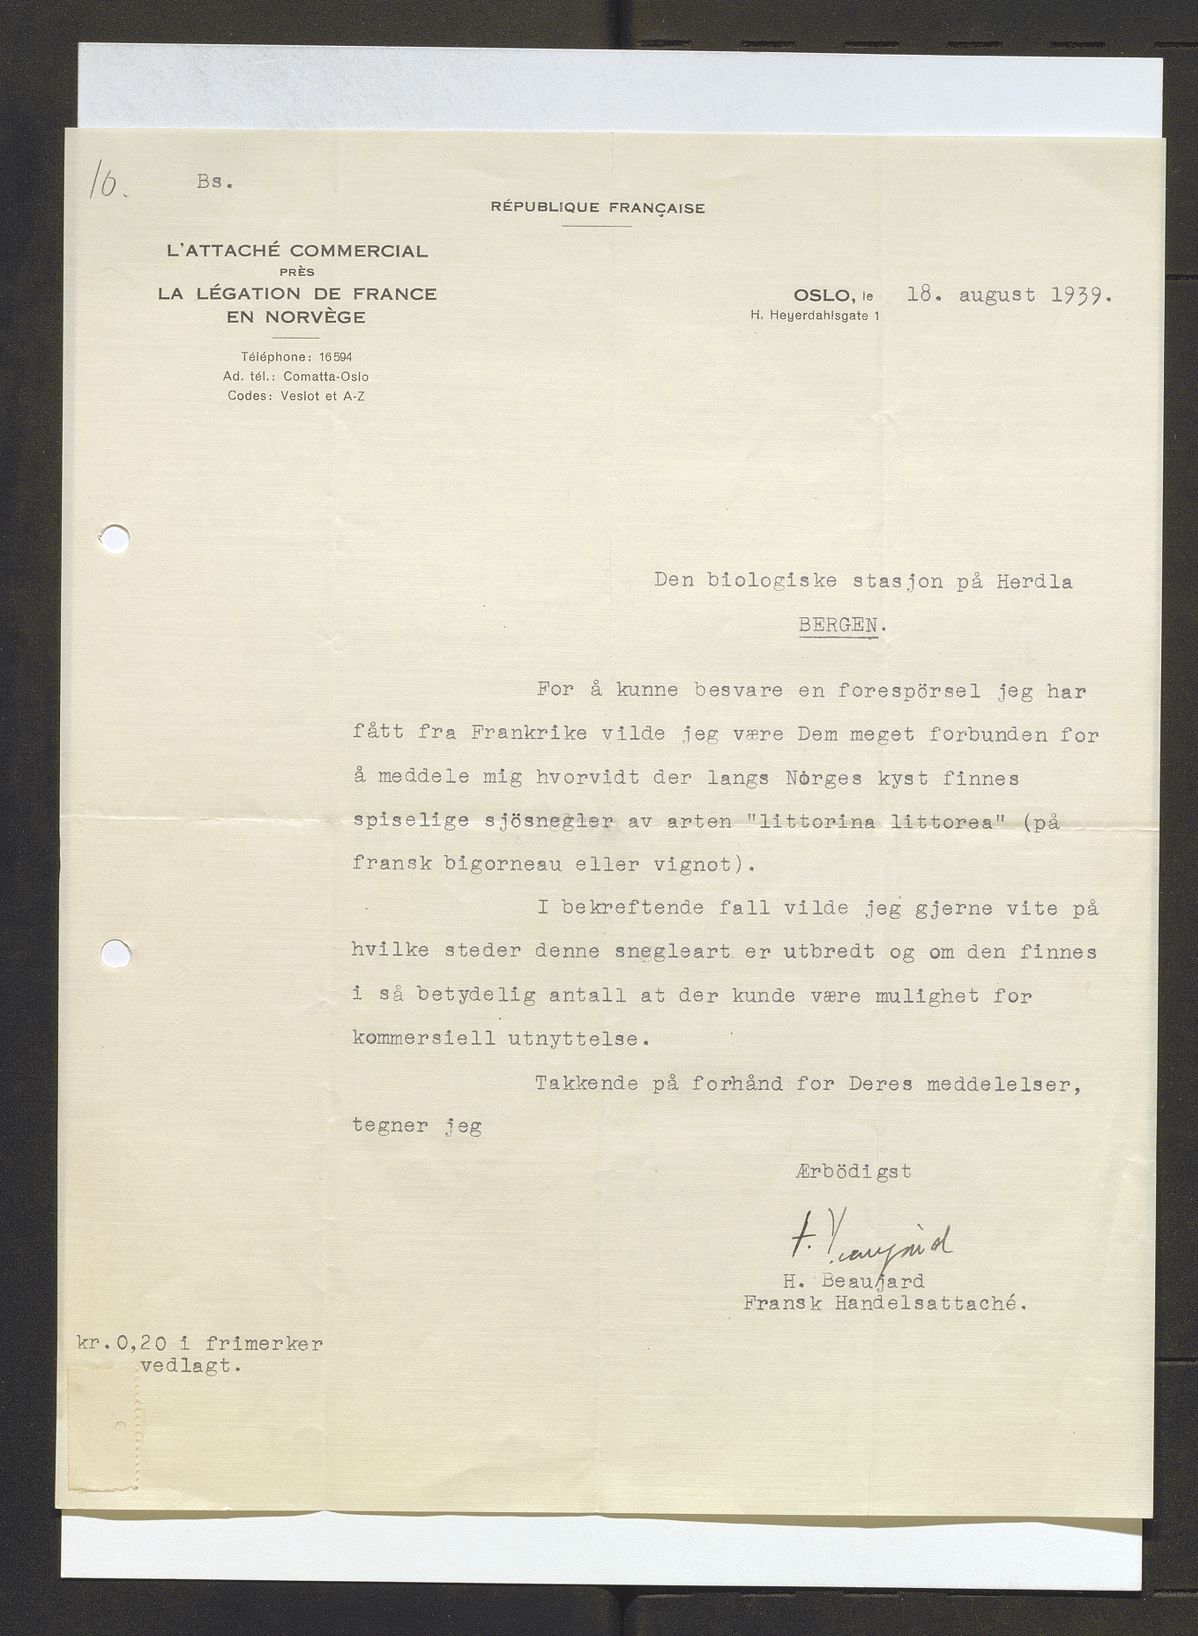 10. Bs.
RÉPUBLIQUE FRANÇAISE
L'ATTACHÉ COMMERCIAL
PRÈS
LA LÉGATION DE FRANCE
EN NORVÈGE
Téléphone: 16594
Ad. tél.: Comatta-Oslo
Codes: Veslot et A-Z
OSLO, le 18. august 1939.
H. Heyerdahlsgate 1
Den biologiske stasjon på Herdla
BERGEN.
For å kunne besvare en forespörsel jeg har
fått fra Frankrike vilde jeg være Dem meget forbunden for
å meddele mig hvorvidt der langs Norges kyst finnes
spiselige sjösnegler av arten "littorina littorea" (på
fransk bigorneau eller vignot).
I bekreftende fall vilde jeg gjerne vite på
hvilke steder denne snegleart er utbredt og om den finnes
i så betydelig antall at der kunde være mulighet for
kommersiell utnyttelse.
Takkende på forhånd for Deres meddelelser,
tegner jeg
Ærbödigst
H. Beaujard
Fransk Handelsattaché.
kr.0,20 i frimerker
vedlagt.